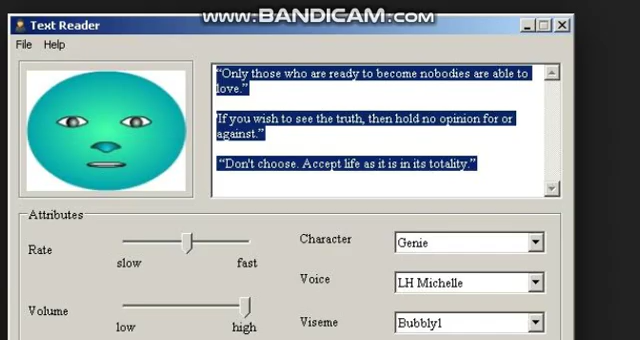 www.BANDICAM.com
Text Reader
File Help
“Only those who are ready to become nobodies are able to
love.”
“If you wish to see the truth, then hold no opinion for or
against.”
“Don't choose. Accept life as it is in its totality.”
Attributes
Rate
slow fast
Volume
low high
Character Genie
Voice LH Michelle
Viseme Bubbly1